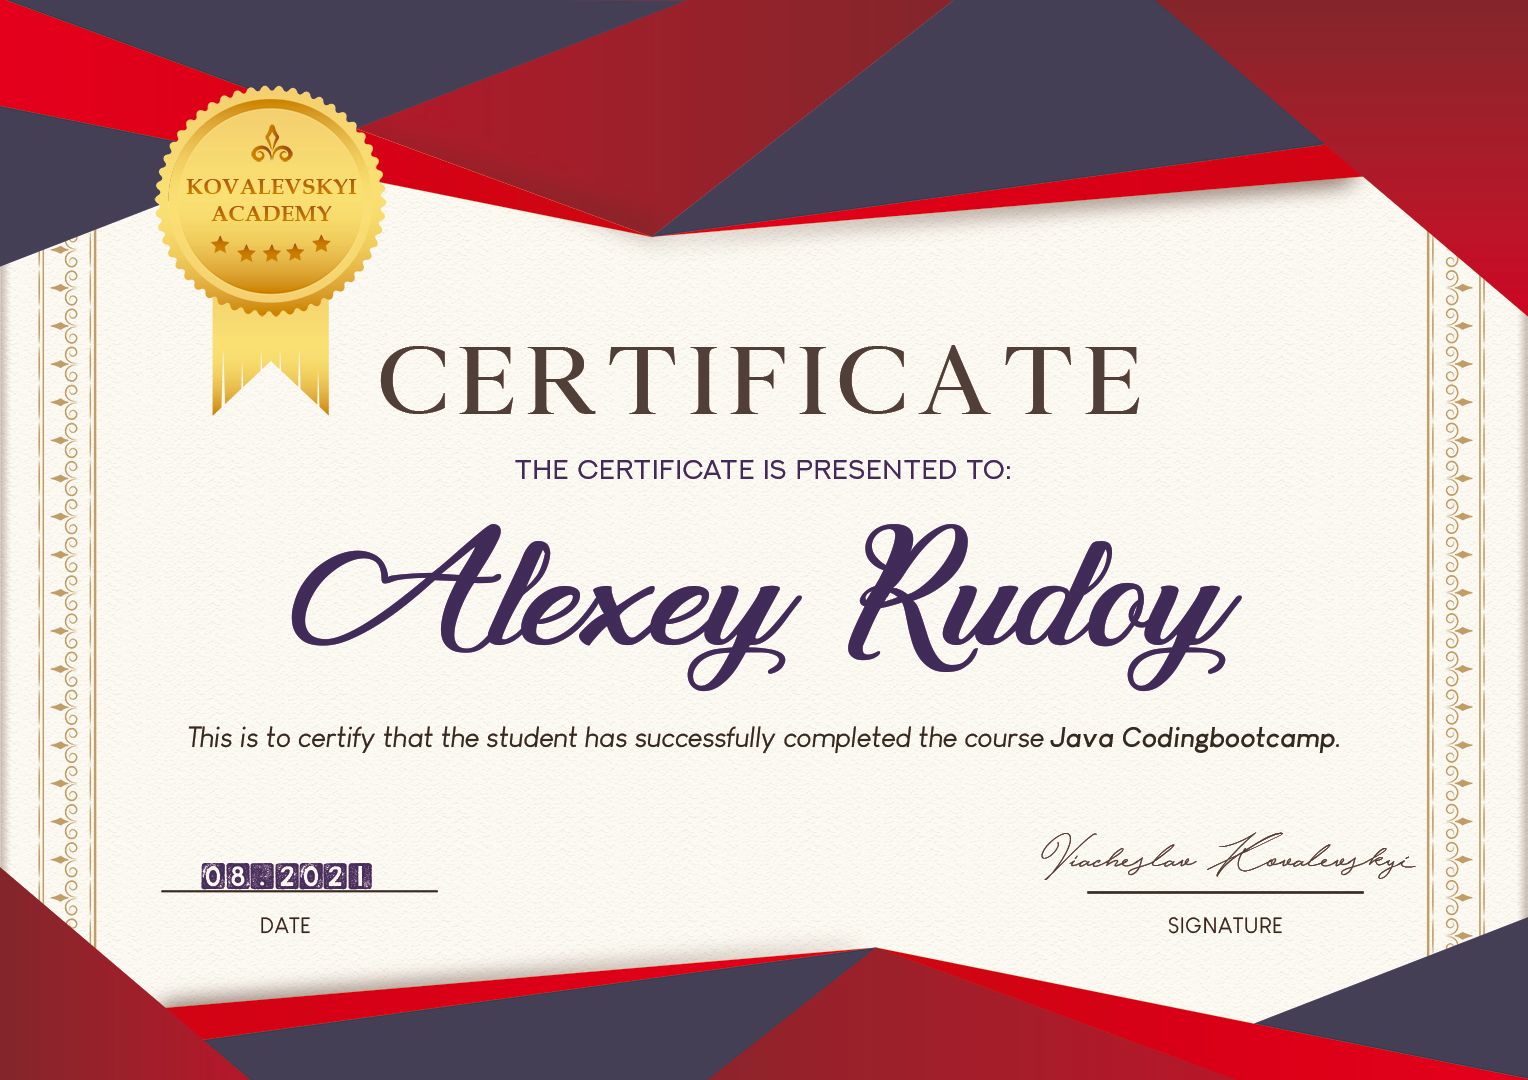 KOVALEVSKYI
ACADEMY
CERTIFICATE
THE CERTIFICATE IS PRESENTED TO:
Alexey Rudoy
This is to certify that the student has successfully completed the course Java Codingbootcamp.
08.2021
Viacheslav Kovalevskyi
DATE
SIGNATURE